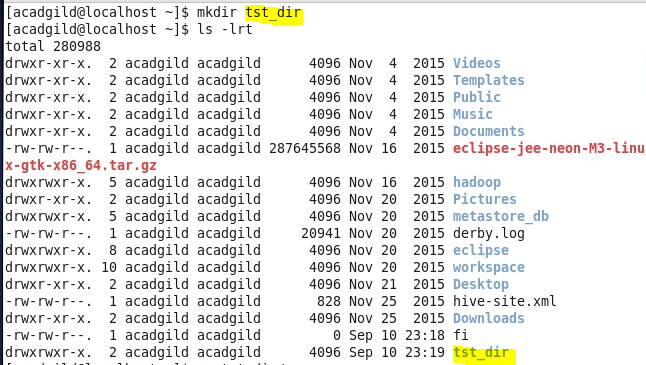 [acadgild@localhost ~]$ mkdir tst_dir
[acadgild@localhost ~]$ ls -lrt
total 280988
drwxr-xr-x.  2 acadgild acadgild      4096 Nov  4  2015 Videos
drwxr-xr-x.  2 acadgild acadgild      4096 Nov  4  2015 Templates
drwxr-xr-x.  2 acadgild acadgild      4096 Nov  4  2015 Public
drwxr-xr-x.  2 acadgild acadgild      4096 Nov  4  2015 Music
drwxr-xr-x.  2 acadgild acadgild      4096 Nov  4  2015 Documents
-rw-rw-r--.  1 acadgild acadgild 287645568 Nov 16  2015 eclipse-jee-neon-M3-linu
x-gtk-x86_64.tar.gz
drwxrwxrwx.  5 acadgild acadgild      4096 Nov 16  2015 hadoop
drwxr-xr-x.  2 acadgild acadgild      4096 Nov 20  2015 Pictures
drwxrwxr-x.  5 acadgild acadgild      4096 Nov 20  2015 metastore_db
-rw-rw-r--.  1 acadgild acadgild     20941 Nov 20  2015 derby.log
drwxrwxr-x.  8 acadgild acadgild      4096 Nov 20  2015 eclipse
drwxrwxr-x. 10 acadgild acadgild      4096 Nov 20  2015 workspace
drwxr-xr-x.  2 acadgild acadgild      4096 Nov 21  2015 Desktop
-rw-rw-r--.  1 acadgild acadgild       828 Nov 25  2015 hive-site.xml
drwxr-xr-x.  2 acadgild acadgild      4096 Nov 25  2015 Downloads
-rw-rw-r--.  1 acadgild acadgild         0 Sep 10 23:18 fi
drwxrwxr-x.  2 acadgild acadgild      4096 Sep 10 23:19 tst_dir